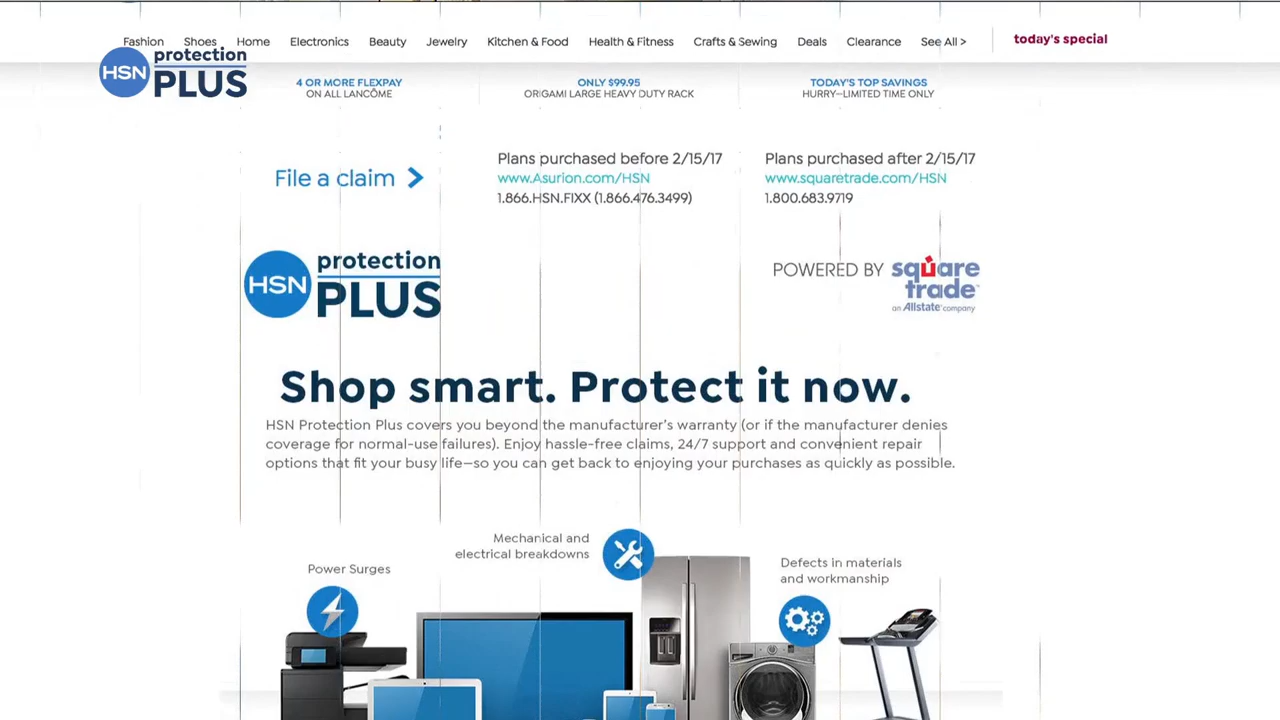 Fashion Shoes Home Electronics Beauty Jewelry Kitchen & Food Health & Fitness Crafts & Sewing Deals Clearance See All > today's special
HSN protection PLUS
4 OR MORE FLEXPAY
ON ALL LANCÔME
ONLY $99.95
ORIGAMI LARGE HEAVY DUTY RACK
TODAY'S TOP SAVINGS
HURRY—LIMITED TIME ONLY
File a claim
Plans purchased before 2/15/17
www.Asurion.com/HSN
1.866.HSN.FIXX (1.866.476.3499)
Plans purchased after 2/15/17
www.squaretrade.com/HSN
1.800.683.9719
HSN protection PLUS
POWERED BY square trade
an Allstate company
Shop smart. Protect it now.
HSN Protection Plus covers you beyond the manufacturer's warranty (or if the manufacturer denies
coverage for normal-use failures). Enjoy hassle-free claims, 24/7 support and convenient repair
options that fit your busy life—so you can get back to enjoying your purchases as quickly as possible.
Mechanical and
electrical breakdowns
Power Surges
Defects in materials
and workmanship